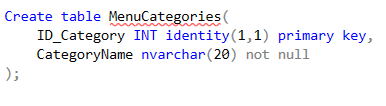 Create table MenuCategories(
    ID_Category INT identity(1,1) primary key,
    CategoryName nvarchar(20) not null
);